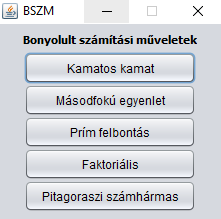 BSZM
Bonyolult számítási műveletek
Kamatos kamat
Másodfokú egyenlet
Prím felbontás
Faktoriális
Pitagoraszi számhármas